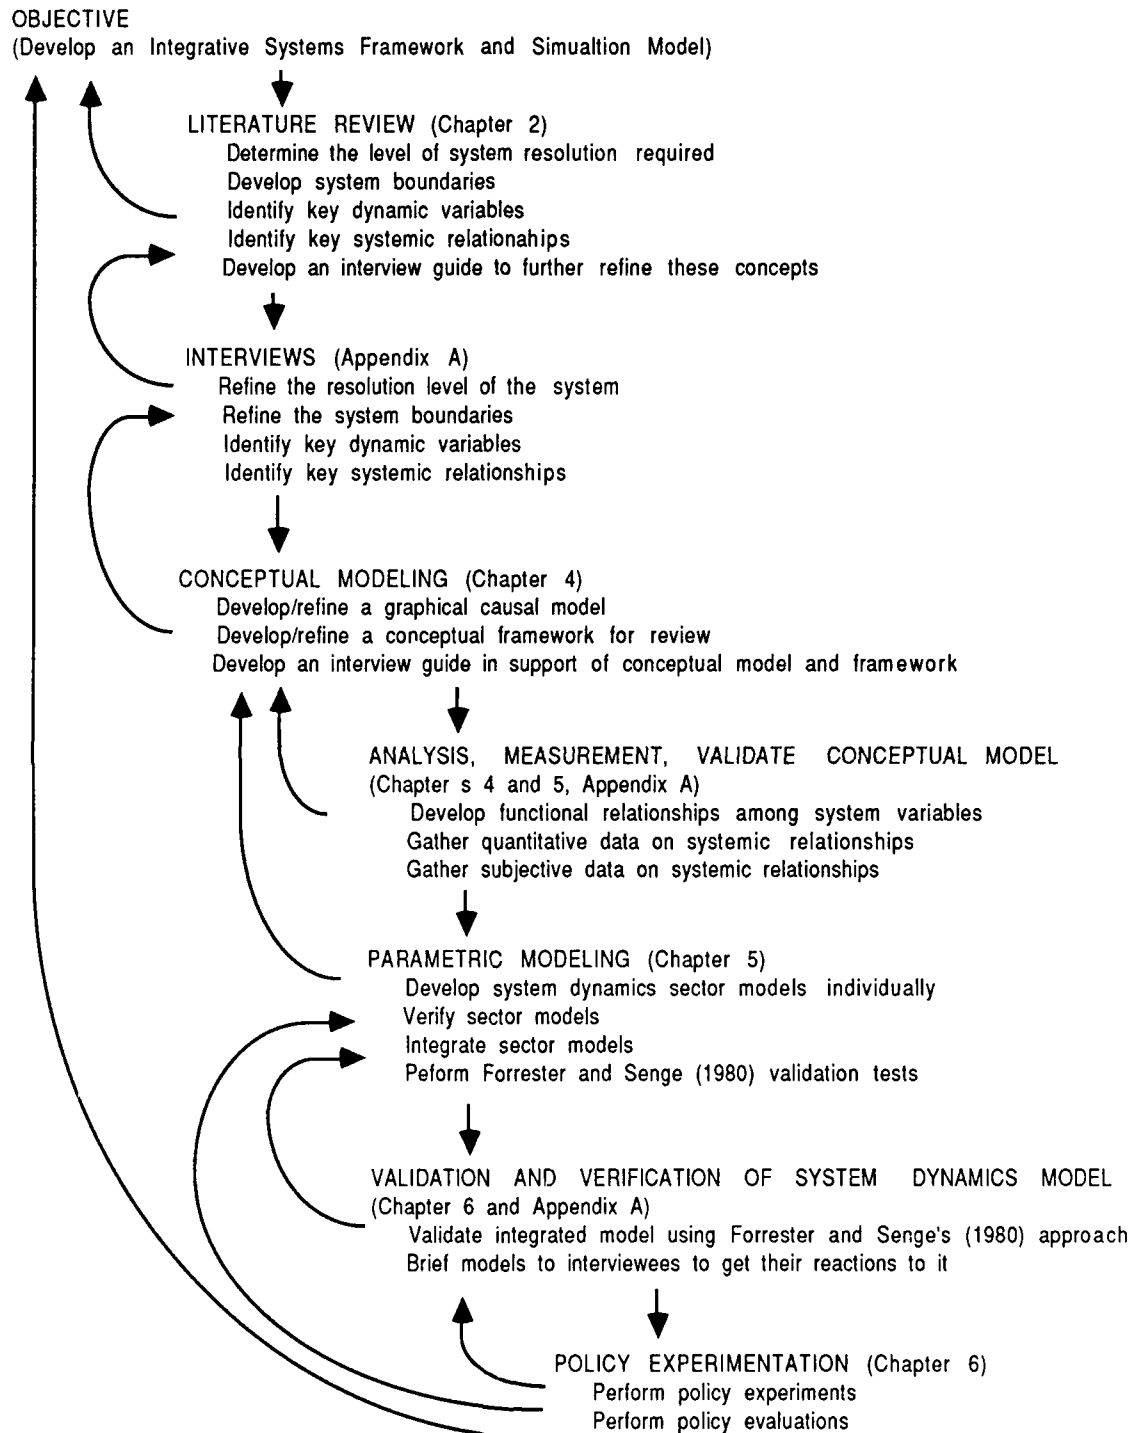 OBJECTIVE
(Develop an Integrative Systems Framework and Simualtion Model)
LITERATURE REVIEW (Chapter 2)
Determine the level of system resolution required
Develop system boundaries
Identify key dynamic variables
Identify key systemic relationahips
Develop an interview guide to further refine these concepts
INTERVIEWS (Appendix A)
Refine the resolution level of the system
Refine the system boundaries
Identify key dynamic variables
Identify key systemic relationships
CONCEPTUAL MODELING (Chapter 4)
Develop/refine a graphical causal model
Develop/refine a conceptual framework for review
Develop an interview guide in support of conceptual model and framework
ANALYSIS, MEASUREMENT, VALIDATE CONCEPTUAL MODEL
(Chapter s 4 and 5, Appendix A)
Develop functional relationships among system variables
Gather quantitative data on systemic relationships
Gather subjective data on systemic relationships
PARAMETRIC MODELING (Chapter 5)
Develop system dynamics sector models individually
Verify sector models
Integrate sector models
Peform Forrester and Senge (1980) validation tests
VALIDATION AND VERIFICATION OF SYSTEM DYNAMICS MODEL
(Chapter 6 and Appendix A)
Validate integrated model using Forrester and Senge's (1980) approach
Brief models to interviewees to get their reactions to it
POLICY EXPERIMENTATION (Chapter 6)
Perform policy experiments
Perform policy evaluations